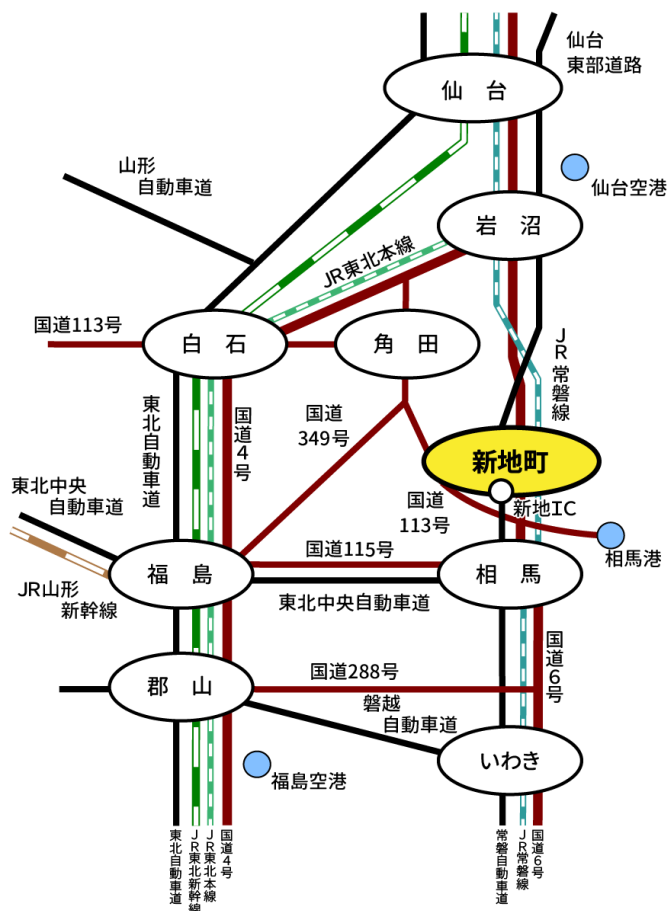 仙台
東部道路
仙 台
山形
自動車道
仙台空港
岩 沼
JR東北本線
国道113号
白 石
角 田
JR常磐線
東北自動車道
国道4号
国道
349号
新地町
東北中央
自動車道
国道
113号
新地IC
相馬港
国道115号
福 島
相 馬
JR山形
新幹線
東北中央自動車道
国道6号
国道288号
郡 山
磐越
自動車道
いわき
福島空港
東北自動車道
JR東北新幹線
JR東北本線
国道4号
常磐自動車道
JR常磐線
国道6号